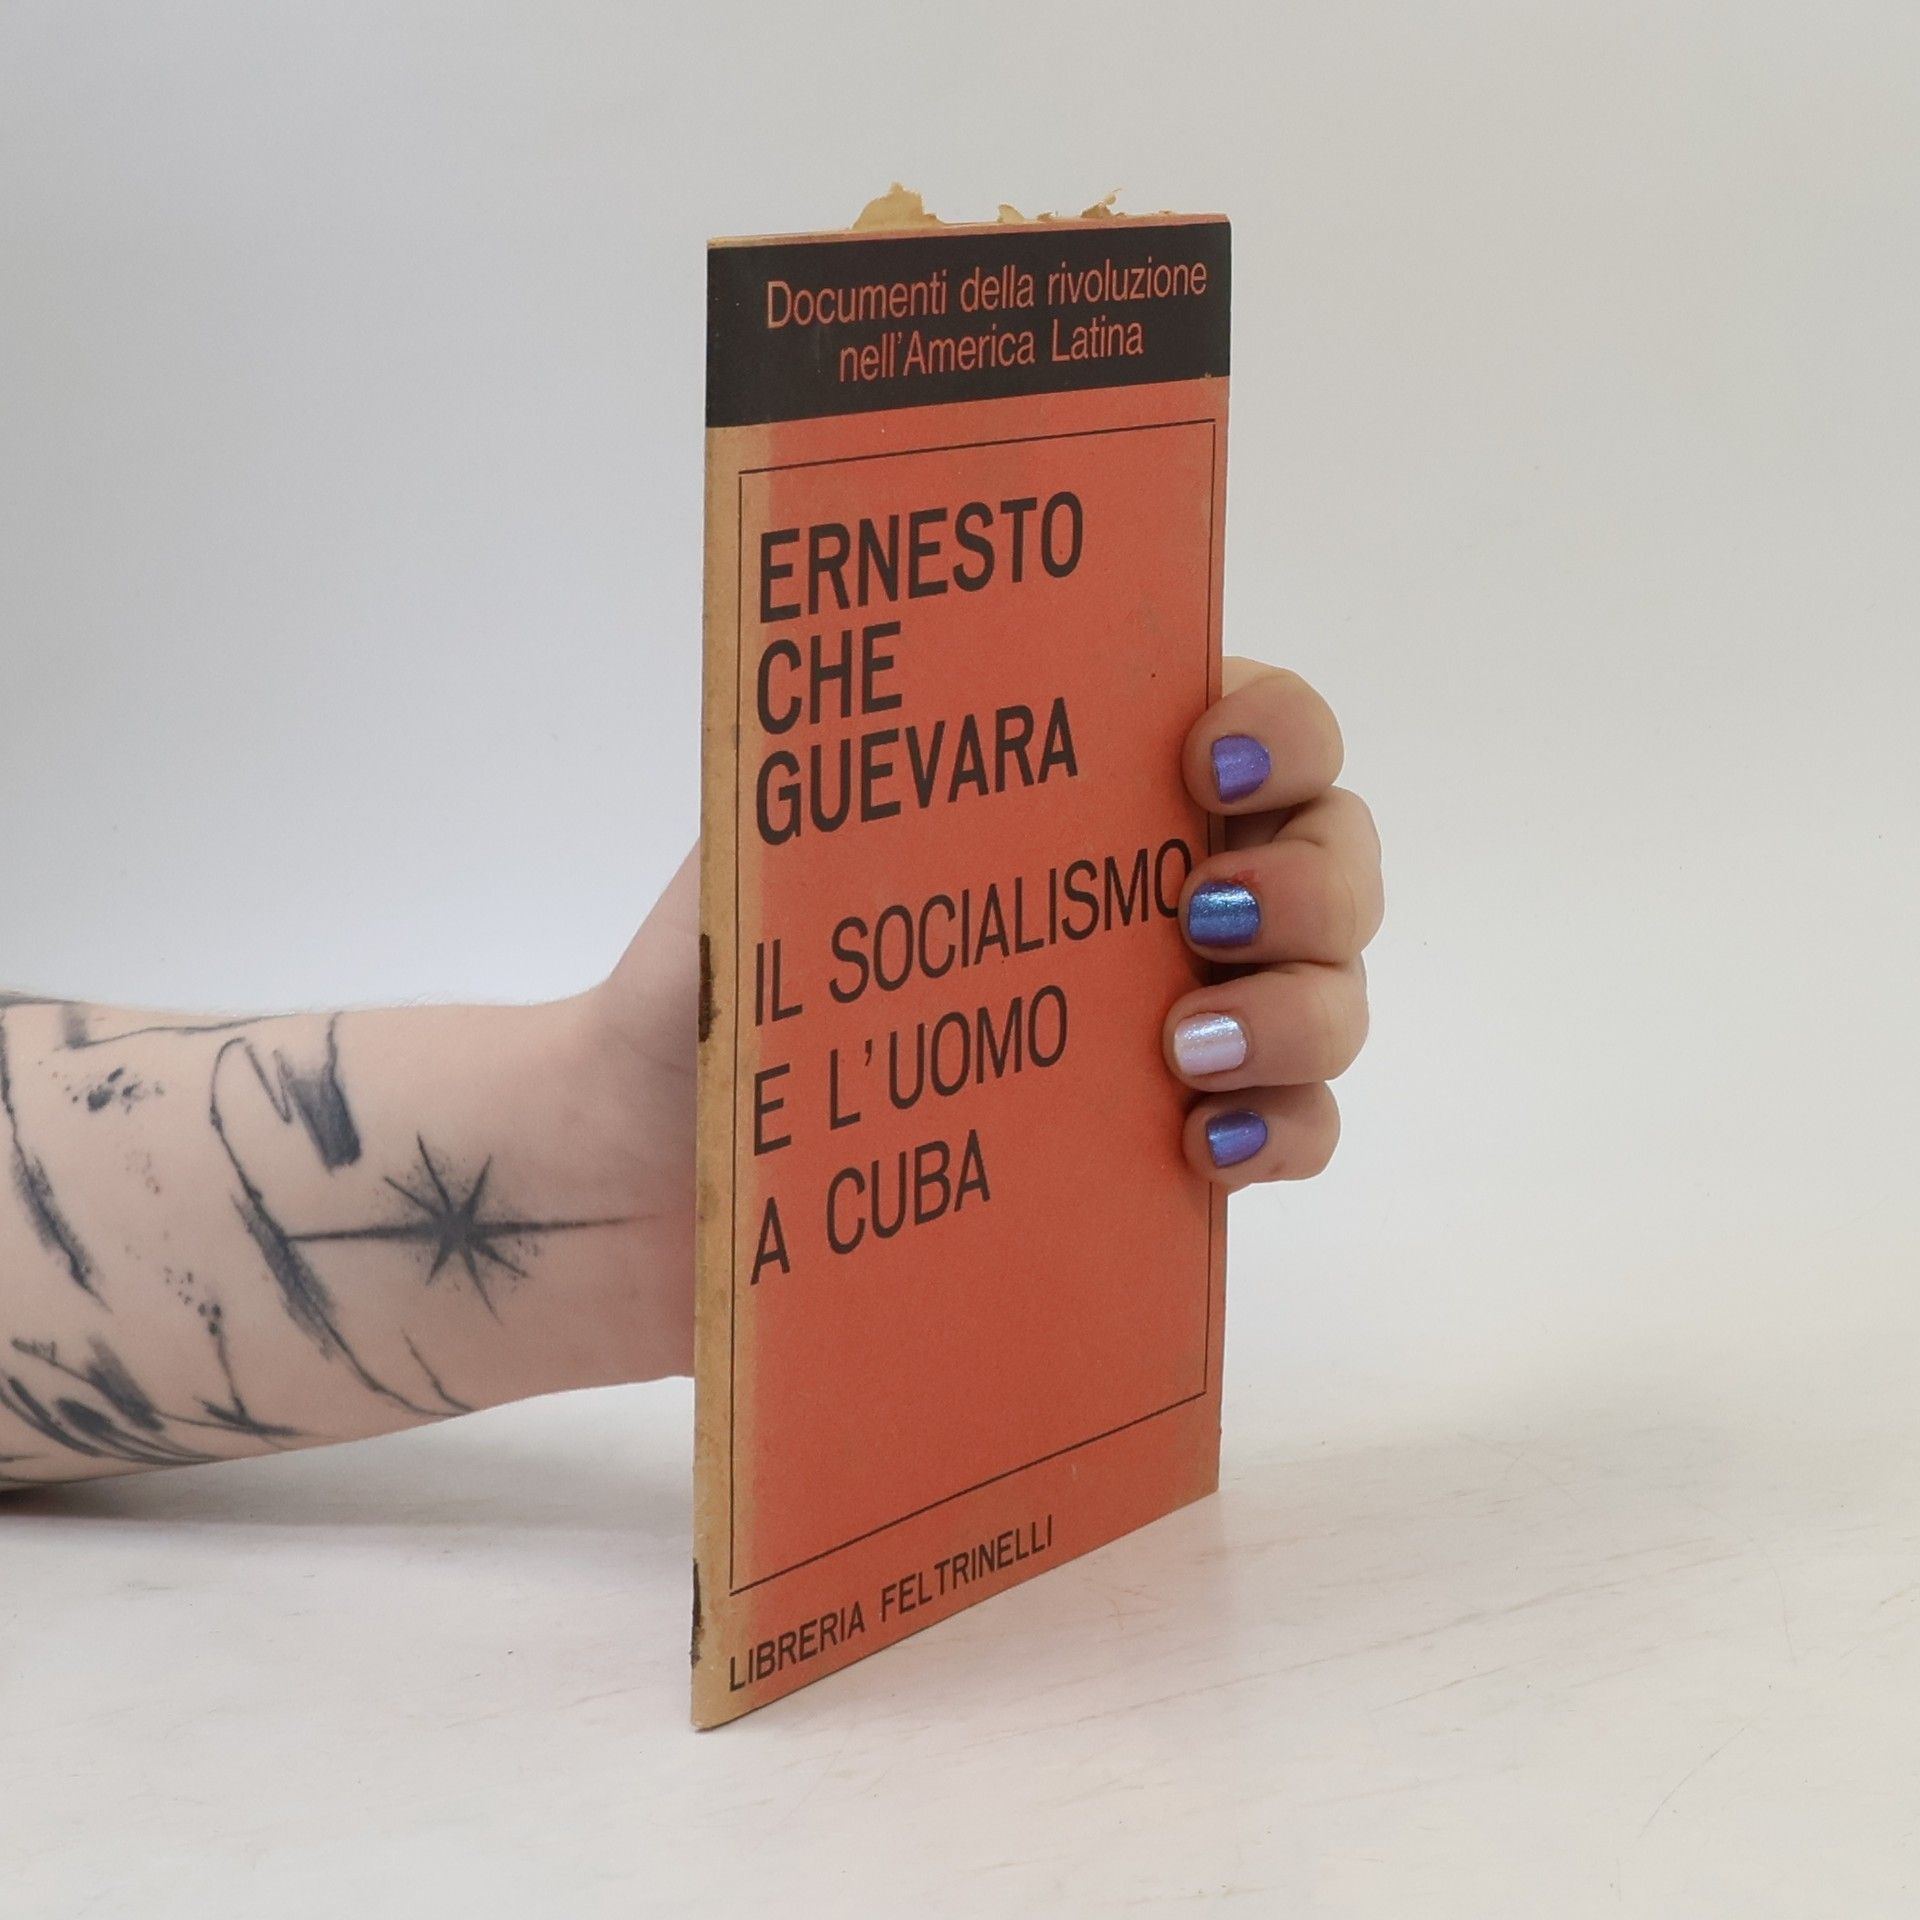 Documenti della rivoluzione
nell'America Latina
ERNESTO
CHE
GUEVARA
IL SOCIALISMO
E L'UOMO
A CUBA
LIBRERIA FELTRINELLI